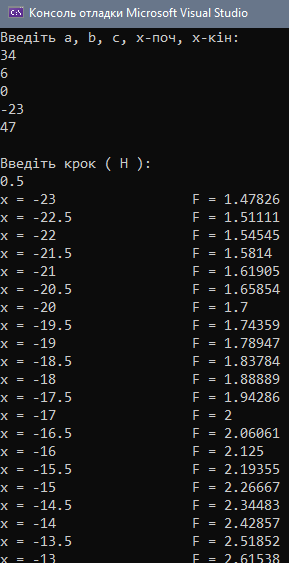 Консоль отладки Microsoft Visual Studio
Введіть a, b, c, x-поч, x-кін:
34
6
0
-23
47
Введіть крок ( H ):
0.5
x = -23 F = 1.47826
x = -22.5 F = 1.51111
x = -22 F = 1.54545
x = -21.5 F = 1.5814
x = -21 F = 1.61905
x = -20.5 F = 1.65854
x = -20 F = 1.7
x = -19.5 F = 1.74359
x = -19 F = 1.78947
x = -18.5 F = 1.83784
x = -18 F = 1.88889
x = -17.5 F = 1.94286
x = -17 F = 2
x = -16.5 F = 2.06061
x = -16 F = 2.125
x = -15.5 F = 2.19355
x = -15 F = 2.26667
x = -14.5 F = 2.34483
x = -14 F = 2.42857
x = -13.5 F = 2.51852
x = -13 F = 2.61538